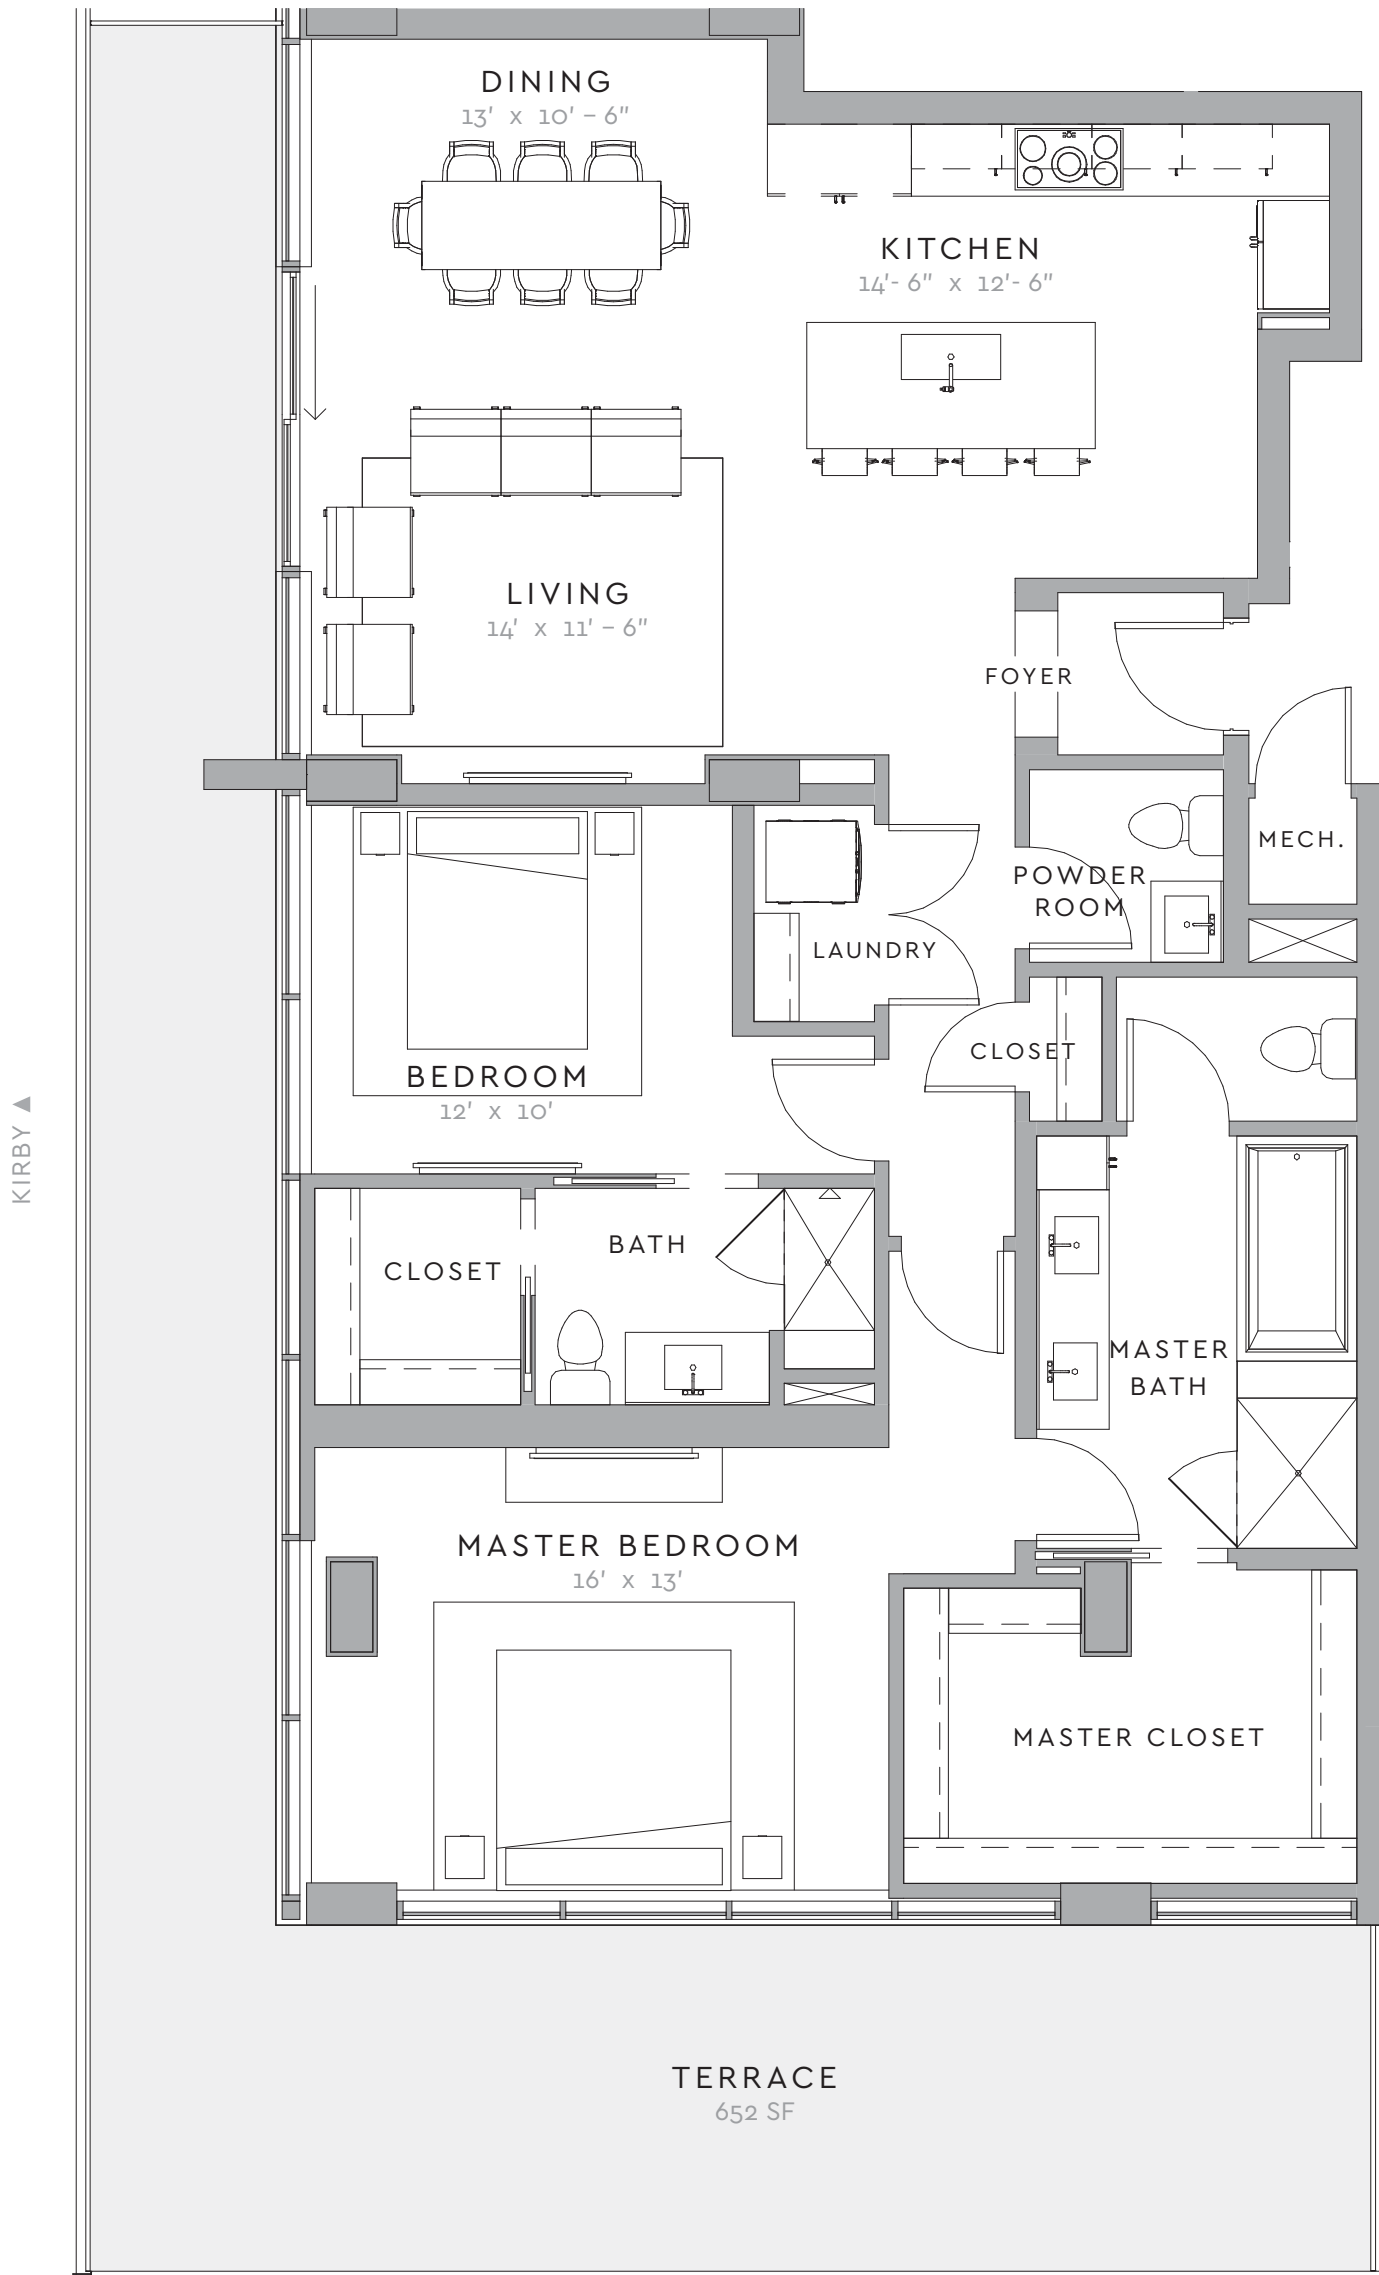 DINING
13' x 10' – 6"
KITCHEN
14'- 6" x 12'- 6"
LIVING
14' x 11' – 6"
FOYER
MECH.
POWDER
ROOM
LAUNDRY
CLOSET
BEDROOM
12' x 10'
KIRBY ▲
BATH
CLOSET
MASTER
BATH
MASTER BEDROOM
16' x 13'
MASTER CLOSET
TERRACE
652 SF